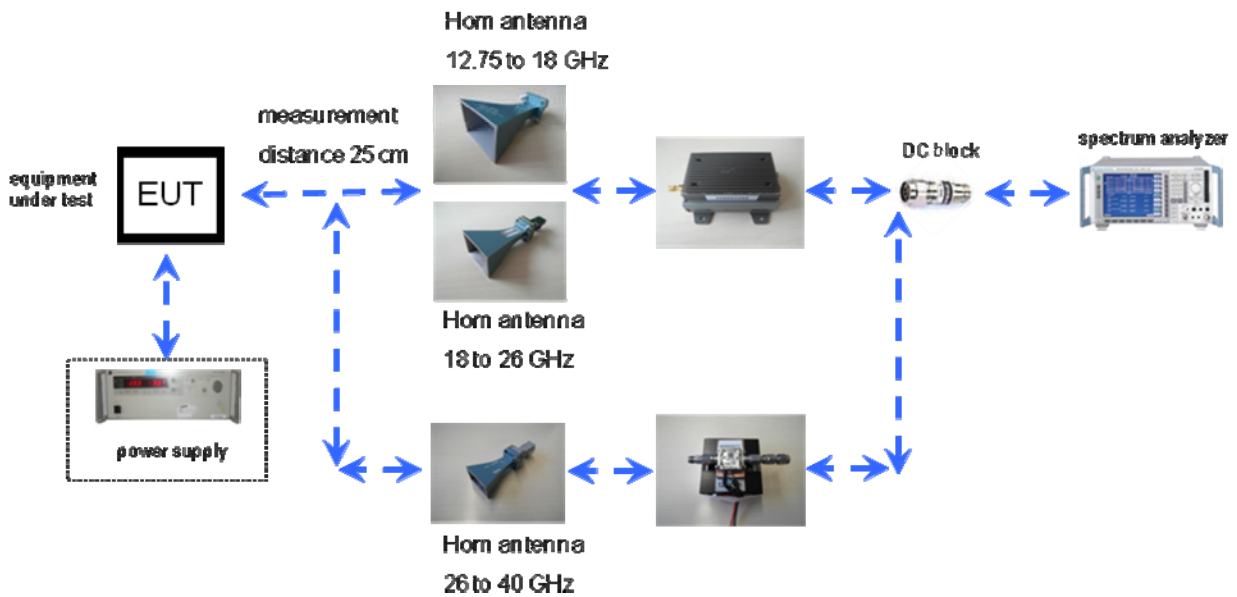 Horn antenna
12.75 to 18 GHz
measurement
distance 25 cm
equipment
under test
EUT
DC block
spectrum analyzer
Horn antenna
18 to 26 GHz
power supply
Horn antenna
26 to 40 GHz